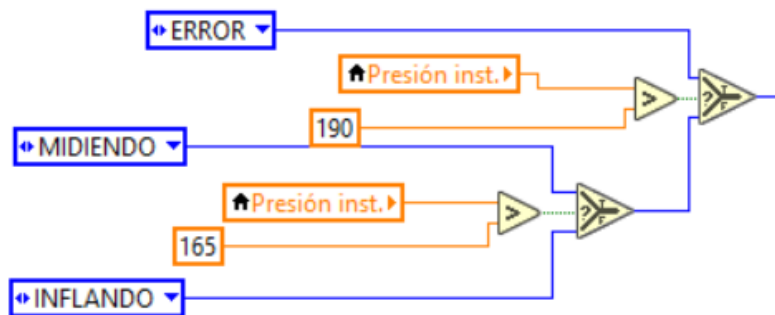 ERROR
Presión inst.
>
?
T
F
190
MIDIENDO
Presión inst.
>
?
T
F
165
INFLANDO